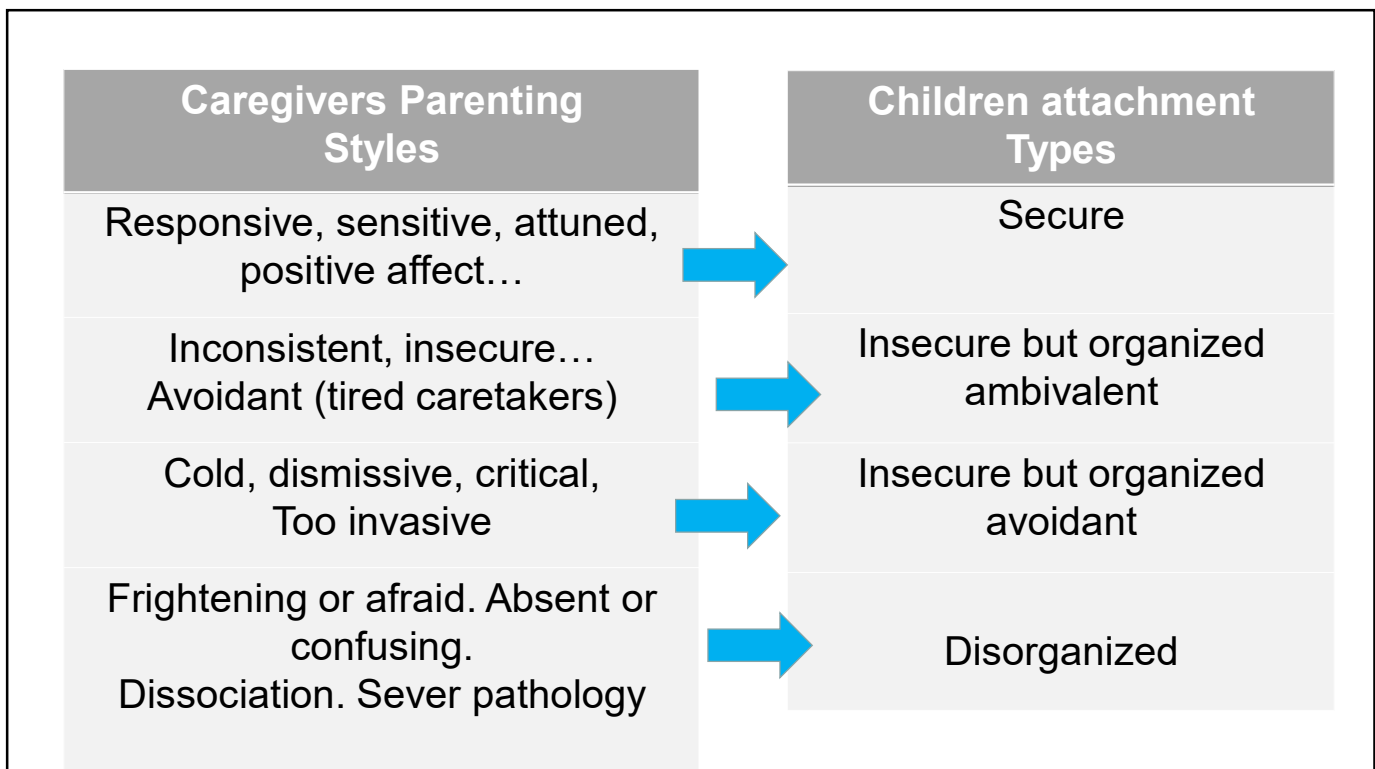 Caregivers Parenting
Styles
Children attachment
Types
Responsive, sensitive, attuned,
positive affect…
Secure
Inconsistent, insecure…
Avoidant (tired caretakers)
Insecure but organized
ambivalent
Cold, dismissive, critical,
Too invasive
Insecure but organized
avoidant
Frightening or afraid. Absent or
confusing.
Dissociation. Sever pathology
Disorganized